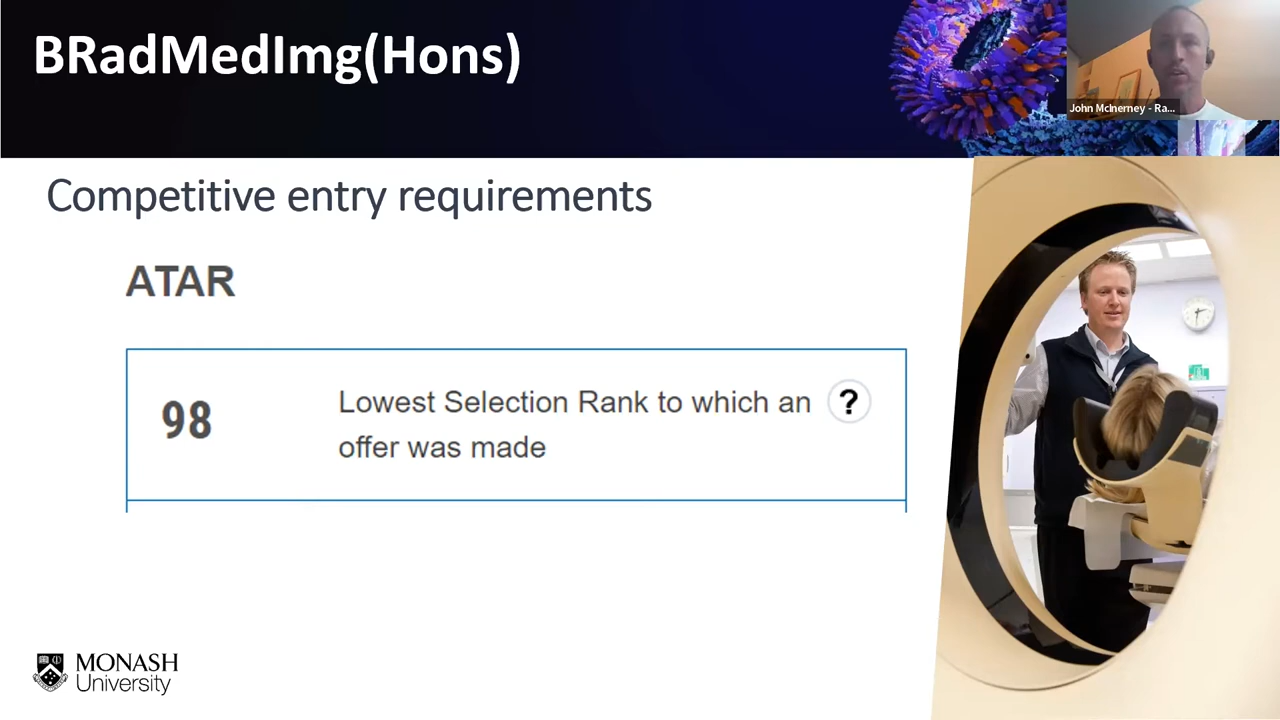 BRadMedImg(Hons)
John McInerney - Ra...
Competitive entry requirements
ATAR
98
Lowest Selection Rank to which an
offer was made
?
MONASH
University